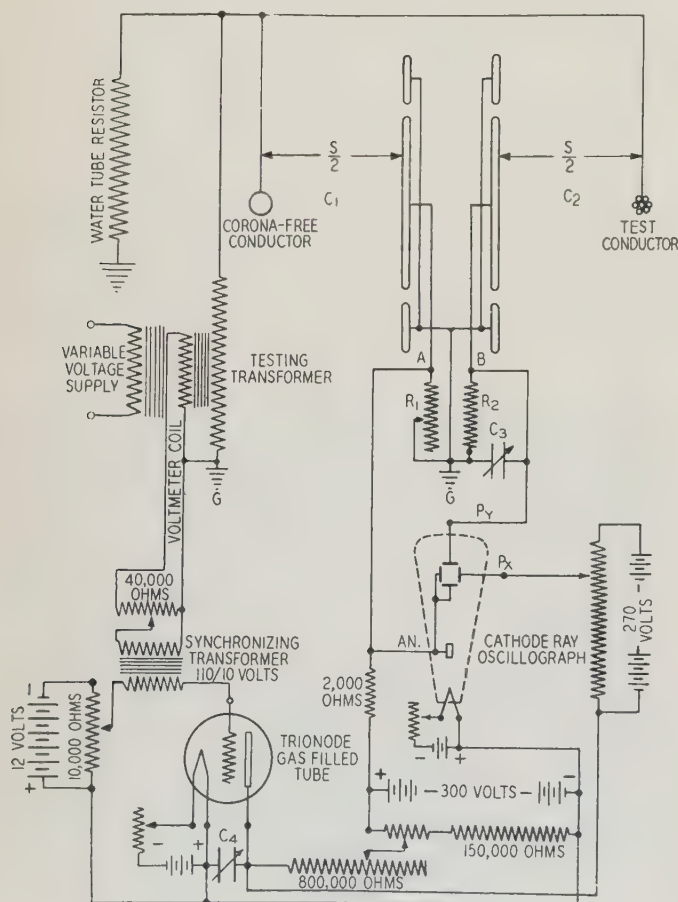 WATER TUBE RESISTOR
S
2
S
2
C1
C2
CORONA-FREE
CONDUCTOR
TEST
CONDUCTOR
VARIABLE
VOLTAGE
SUPPLY
TESTING
TRANSFORMER
A
B
R1
R2
C3
G
G
VOLTMETER COIL
PY
PX
40,000
OHMS
270
VOLTS
SYNCHRONIZING
TRANSFORMER
110/10 VOLTS
AN.
CATHODE RAY
OSCILLOGRAPH
2,000
OHMS
12 VOLTS
-
+
10,000 OHMS
TRIONODE
GAS FILLED
TUBE
- +
+ 300 VOLTS -
- +
C4
150,000 OHMS
800,000 OHMS